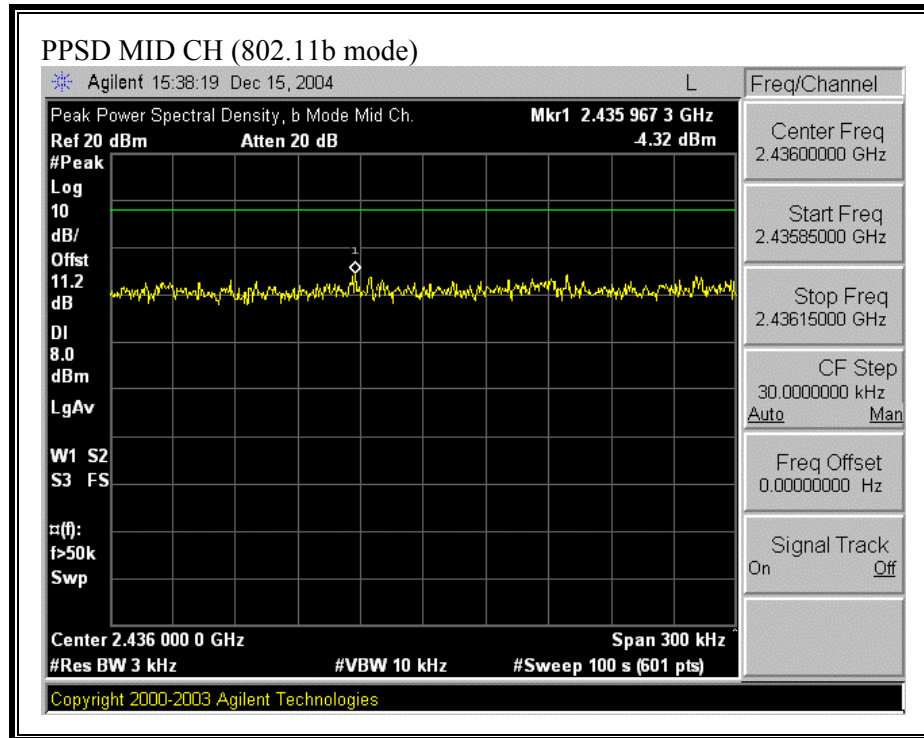 PPSD MID CH (802.11b mode)
Agilent 15:38:19 Dec 15, 2004 L
Freq/Channel
Peak Power Spectral Density, b Mode Mid Ch. Mkr1 2.435 967 3 GHz
Ref 20 dBm Atten 20 dB -4.32 dBm
#Peak
Log
10
dB/
Offst
11.2
dB
DI
8.0
dBm
LgAv
W1 S2
S3 FS
¤(f):
f>50k
Swp
1
Center 2.436 000 0 GHz Span 300 kHz
#Res BW 3 kHz #VBW 10 kHz #Sweep 100 s (601 pts)
Copyright 2000-2003 Agilent Technologies
Center Freq
2.43600000 GHz
Start Freq
2.43585000 GHz
Stop Freq
2.43615000 GHz
CF Step
30.0000000 kHz
Auto Man
Freq Offset
0.00000000 Hz
Signal Track
On Off